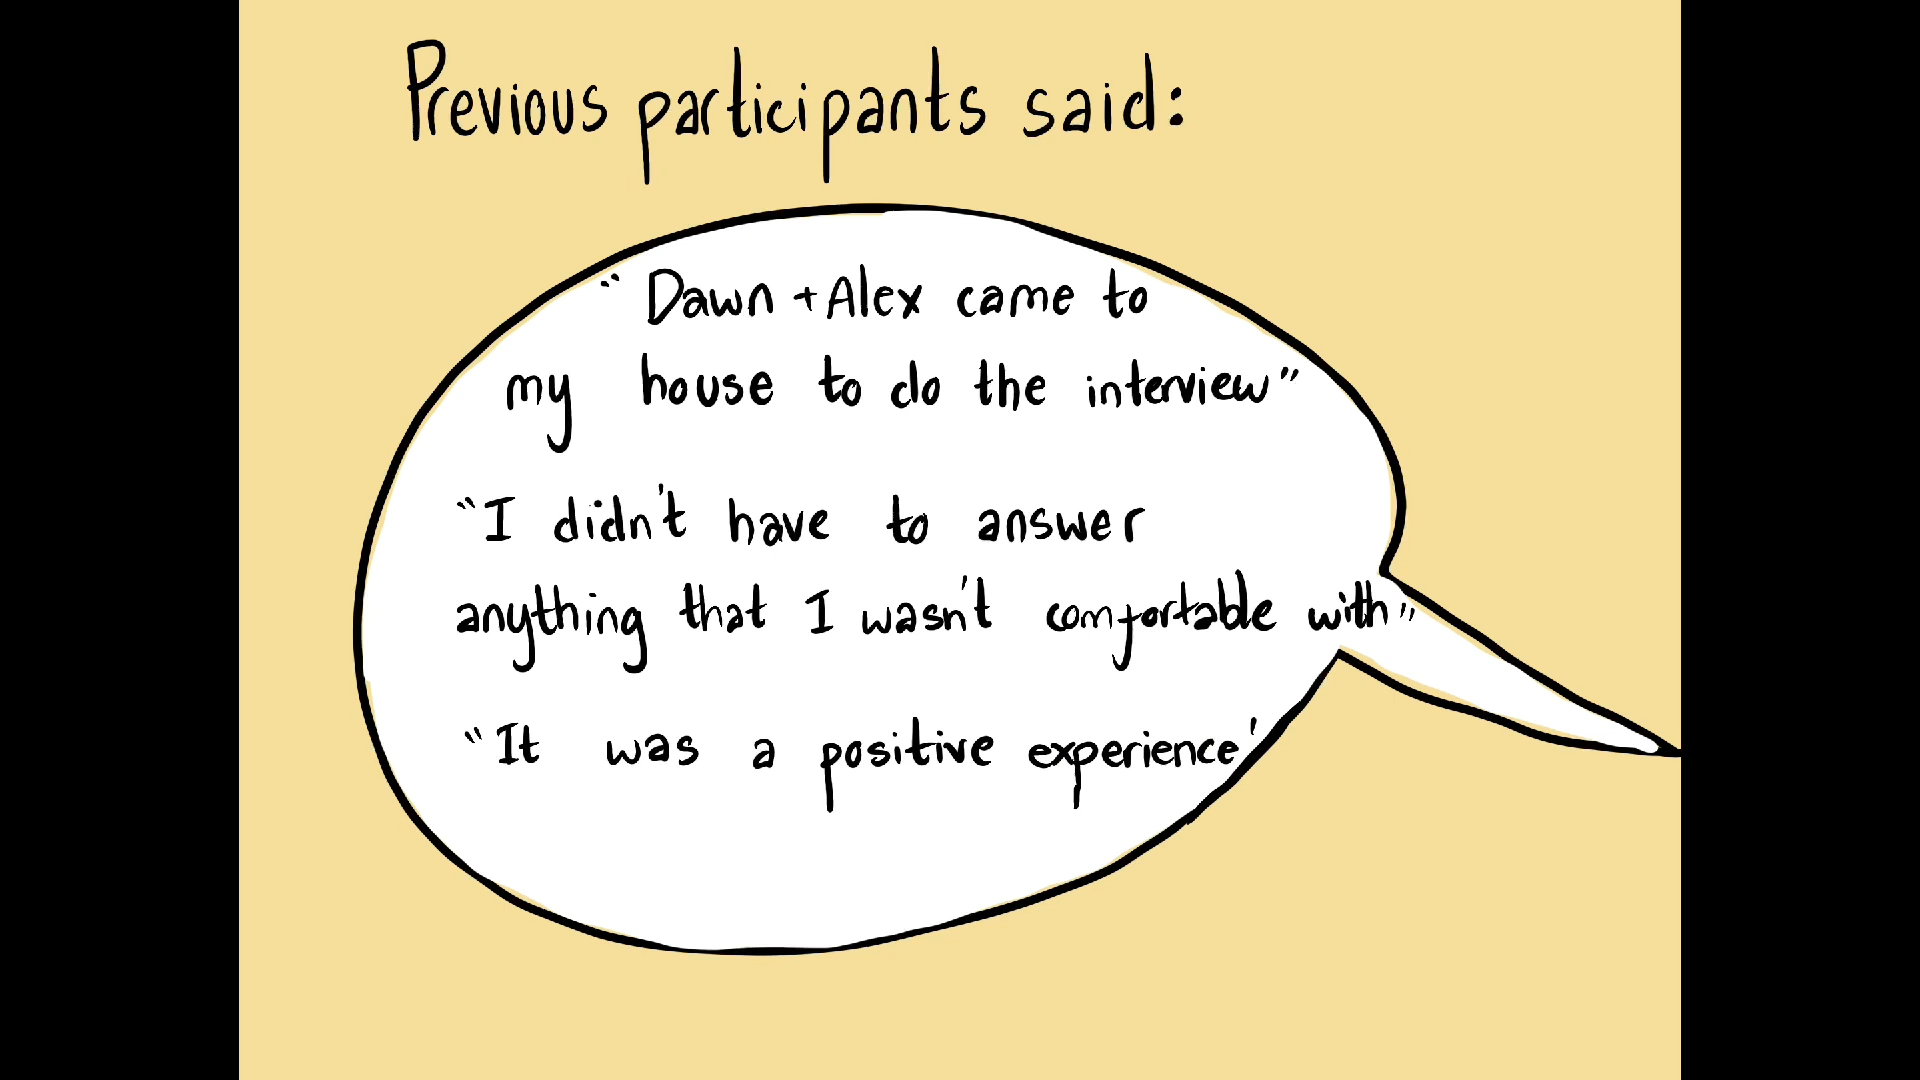 Previous participants said:
"Dawn + Alex came to
my house to do the interview"
"I didn't have to answer
anything that I wasn't comfortable with"
"It was a positive experience'